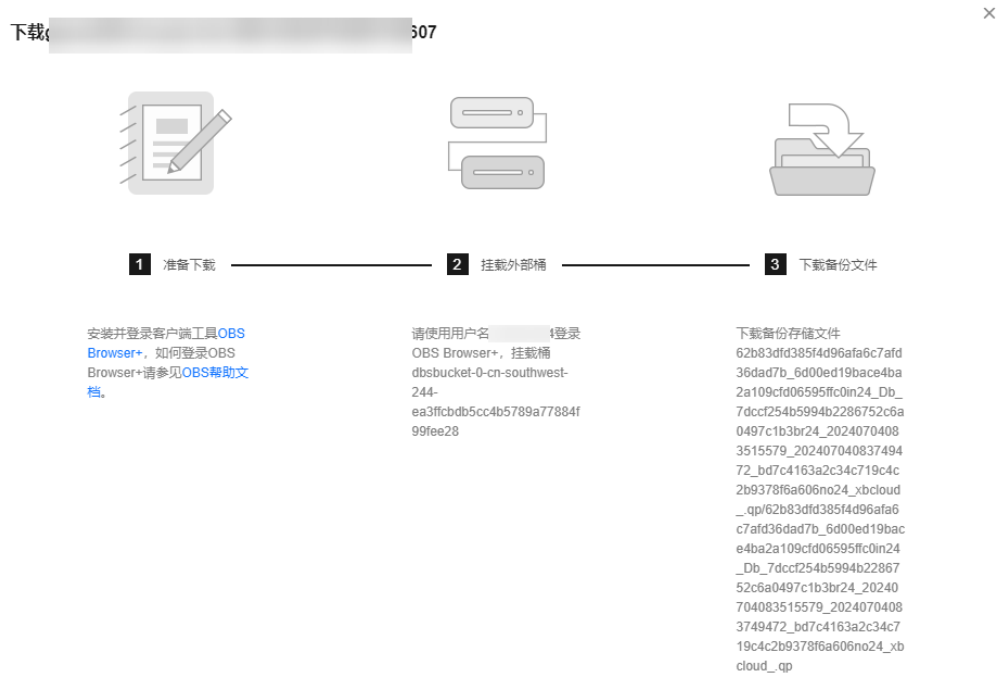 下载
607
1 准备下载
2 挂载外部桶
3 下载备份文件
安装并登录客户端工具OBS
Browser+，如何登录OBS
Browser+请参见OBS帮助文
档。
请使用用户名 4登录
OBS Browser+，挂载桶
dbsbucket-0-cn-southwest-
244-
ea3ffcbdb5cc4b5789a77884f
99fee28
下载备份存储文件
62b83dfd385f4d96afa6c7afd
36dad7b_6d00ed19bace4ba
2a109cfd06595ffc0in24_Db_
7dccf254b5994b2286752c6a
0497c1b3br24_2024070408
3515579_202407040837494
72_bd7c4163a2c34c719c4c
2b9378f6a606no24_xbcloud
_.qp/62b83dfd385f4d96afa6
c7afd36dad7b_6d00ed19bac
e4ba2a109cfd06595ffc0in24
_Db_7dccf254b5994b22867
52c6a0497c1b3br24_20240
704083515579_2024070408
3749472_bd7c4163a2c34c7
19c4c2b9378f6a606no24_xb
cloud_.qp